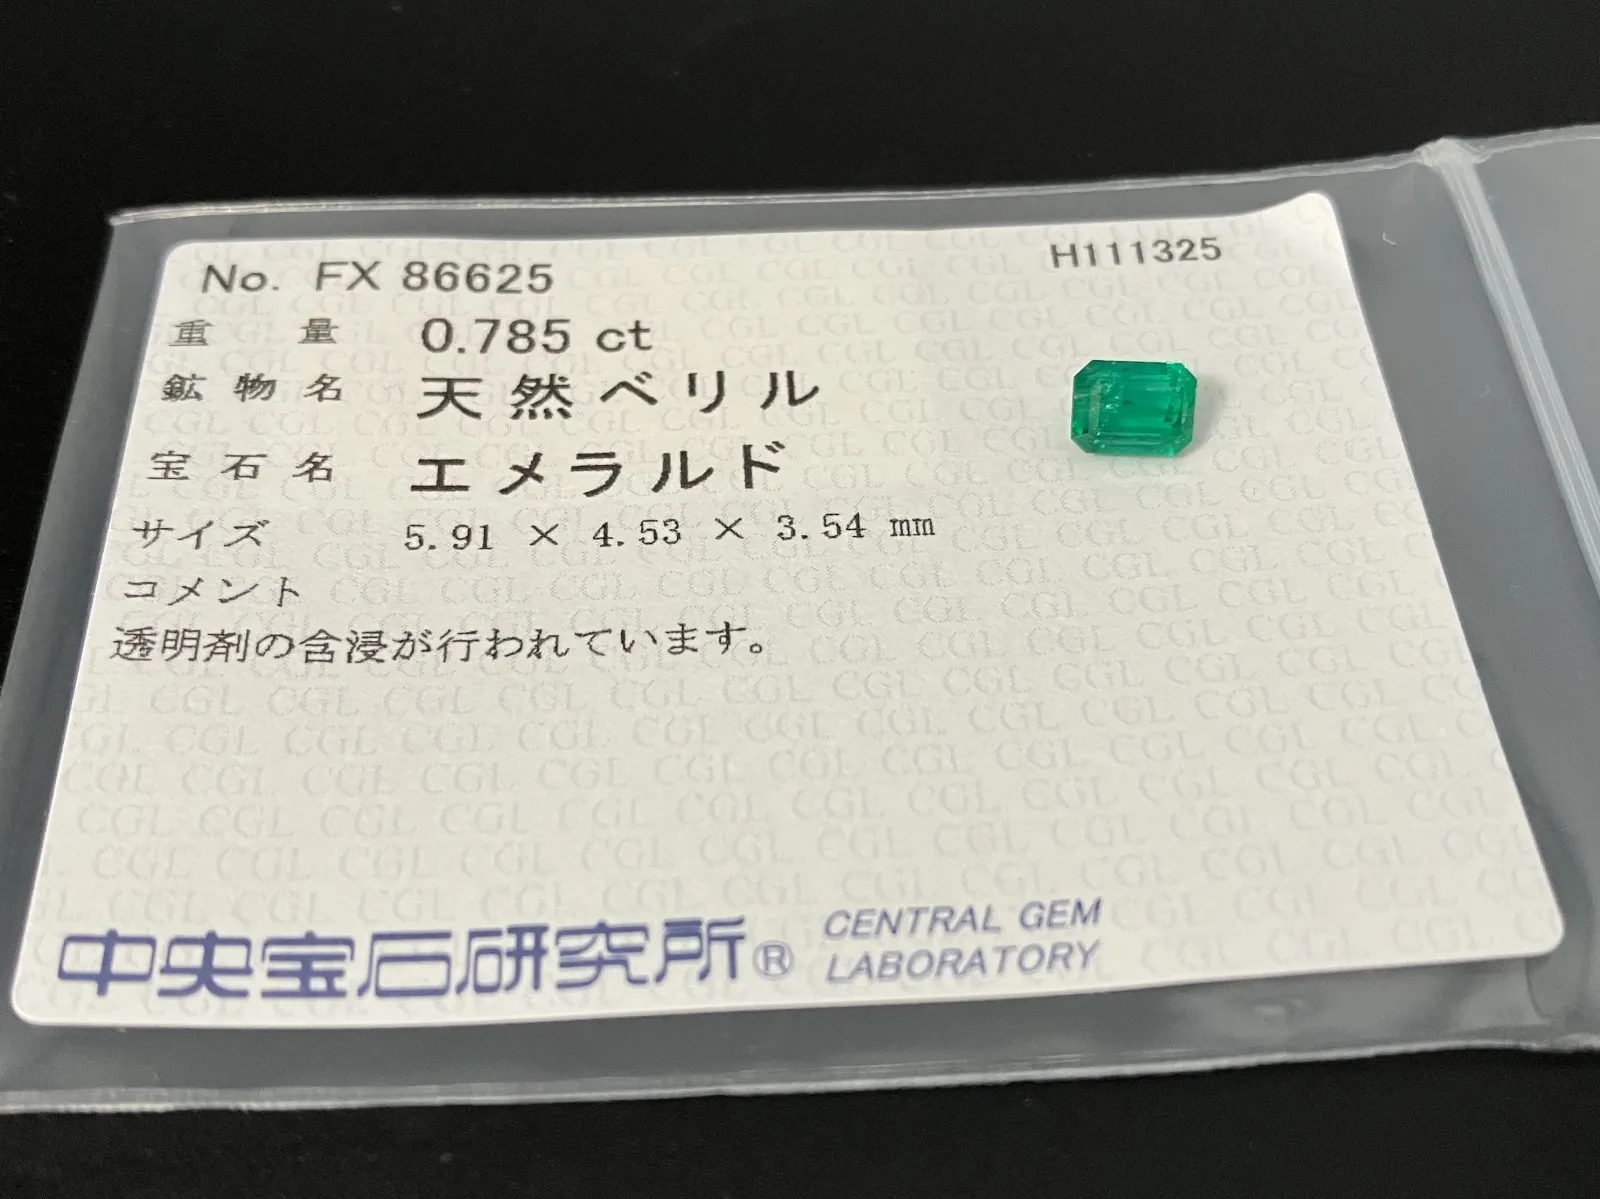 No. FX 86625 H111325
重量 0.785 ct
鉱物名 天然ベリル
宝石名 エメラルド
サイズ 5.91 × 4.53 × 3.54 mm
コメント
透明剤の含浸が行われています。
中央宝石研究所® CENTRAL GEM
LABORATORY